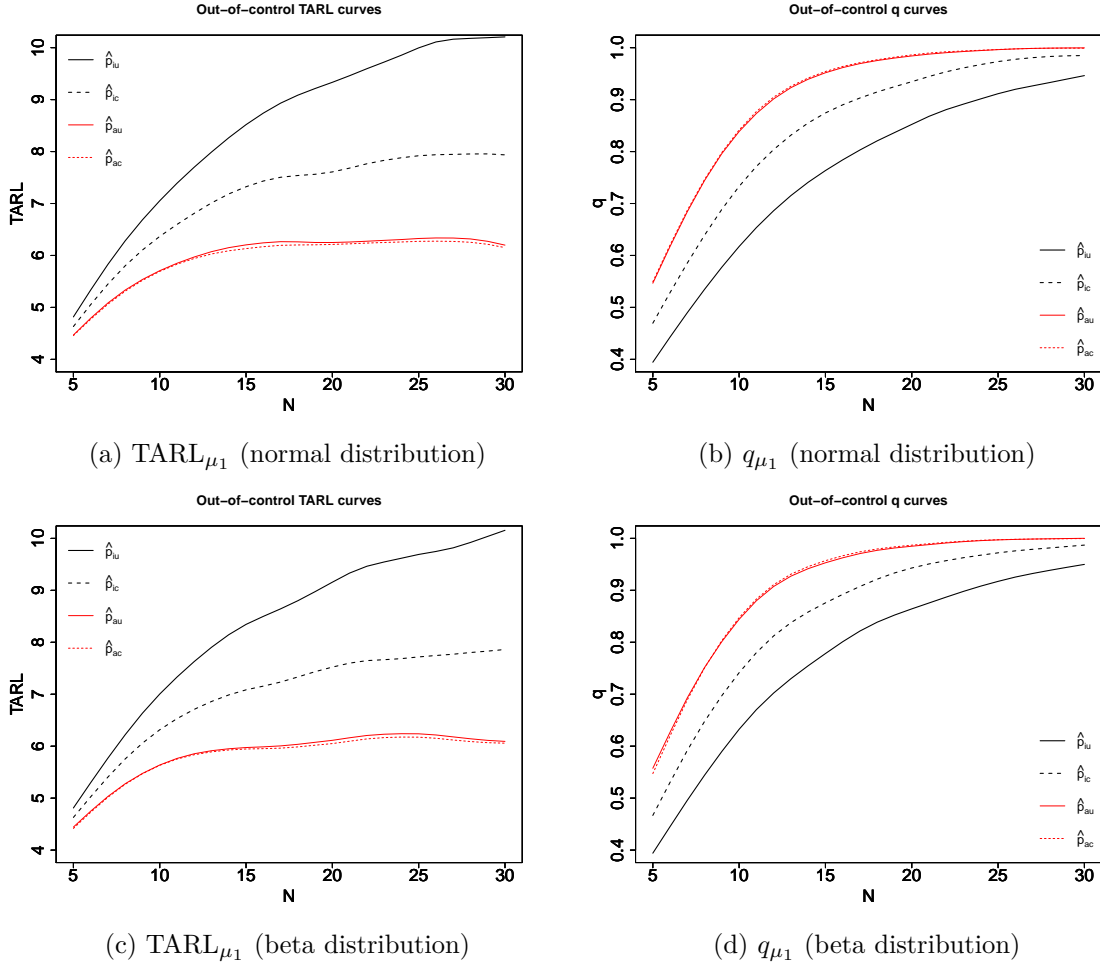 Out−of−control TARL curves
TARL
10
9
8
7
6
5
4
p̂iu
p̂ic
p̂au
p̂ac
5 10 15 20 25 30
N
(a) TARLμ1 (normal distribution)
Out−of−control q curves
q
1.0
0.9
0.8
0.7
0.6
0.5
0.4
p̂iu
p̂ic
p̂au
p̂ac
5 10 15 20 25 30
N
(b) qμ1 (normal distribution)
Out−of−control TARL curves
TARL
10
9
8
7
6
5
4
p̂iu
p̂ic
p̂au
p̂ac
5 10 15 20 25 30
N
(c) TARLμ1 (beta distribution)
Out−of−control q curves
q
1.0
0.9
0.8
0.7
0.6
0.5
0.4
p̂iu
p̂ic
p̂au
p̂ac
5 10 15 20 25 30
N
(d) qμ1 (beta distribution)